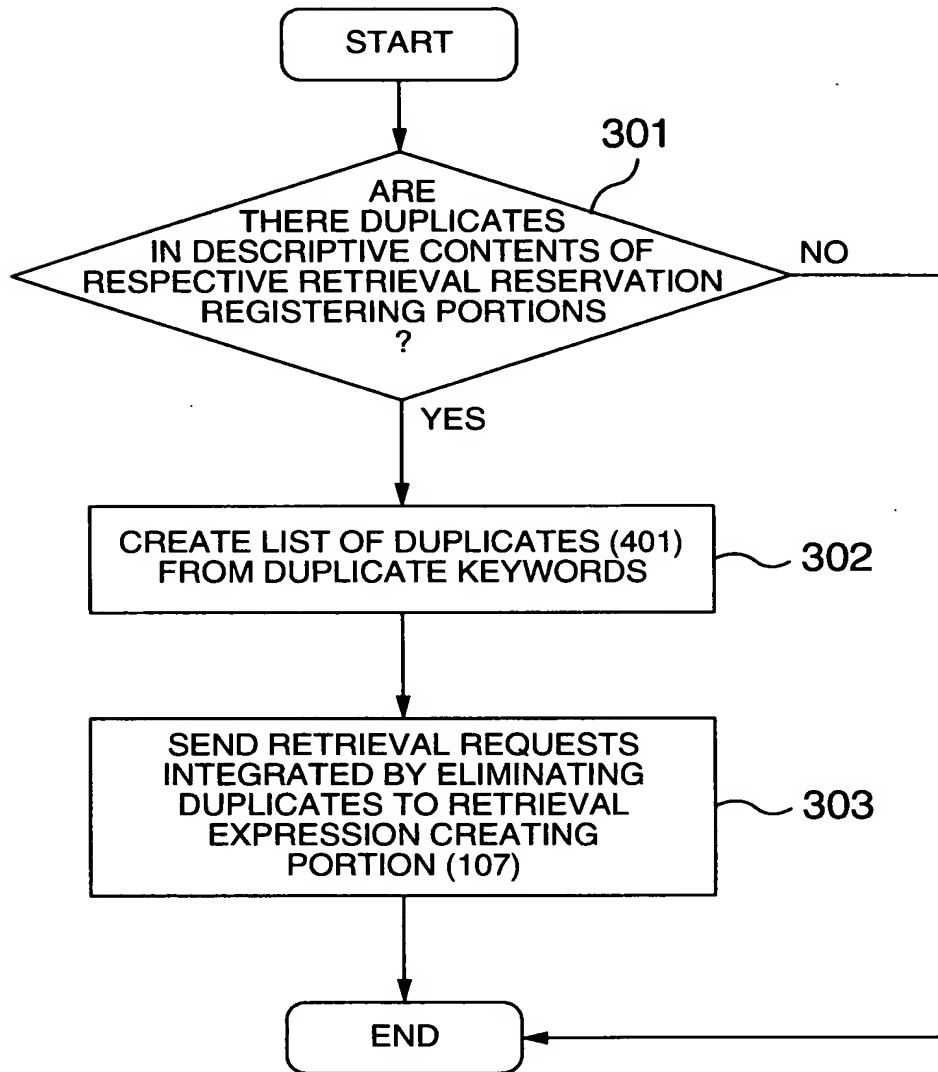 START
301
ARE
THERE DUPLICATES
IN DESCRIPTIVE CONTENTS OF
RESPECTIVE RETRIEVAL RESERVATION
REGISTERING PORTIONS
?
NO
YES
CREATE LIST OF DUPLICATES (401)
FROM DUPLICATE KEYWORDS
302
SEND RETRIEVAL REQUESTS
INTEGRATED BY ELIMINATING
DUPLICATES TO RETRIEVAL
EXPRESSION CREATING
PORTION (107)
303
END